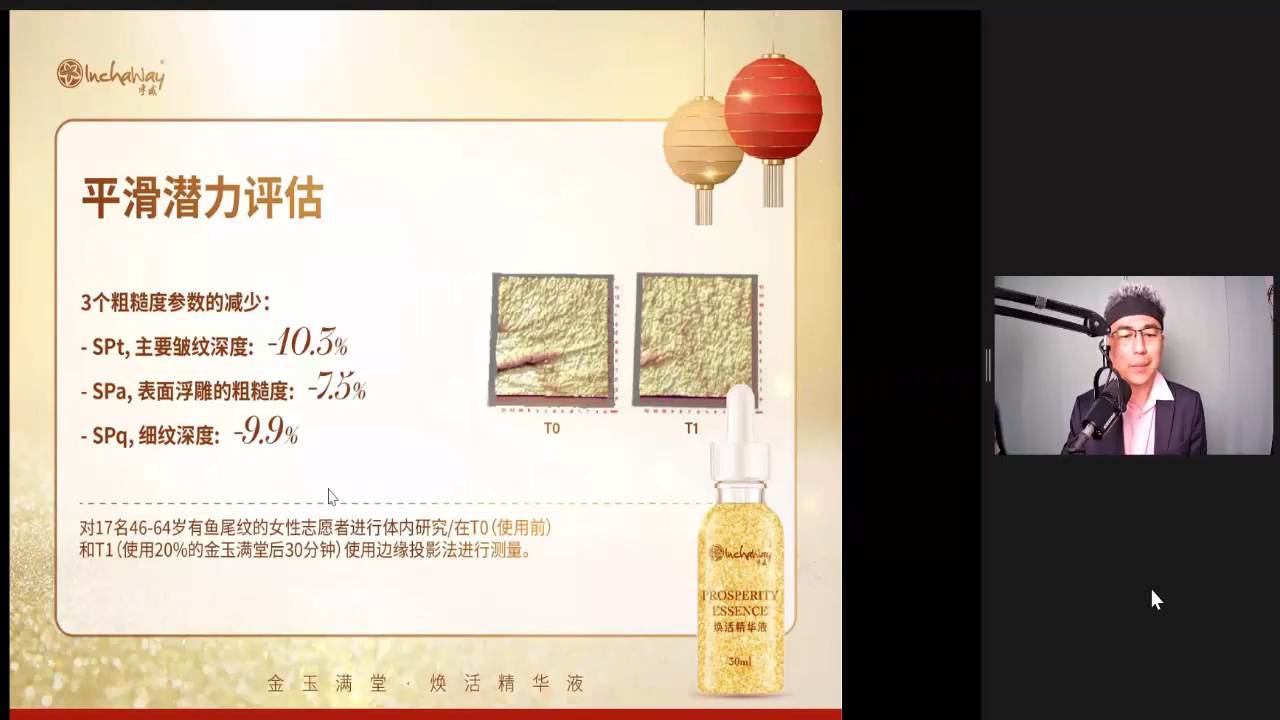 InchaWay
宇威
平滑潜力评估
3个粗糙度参数的减少：
- SPt, 主要皱纹深度: -10.3%
- SPa, 表面浮雕的粗糙度: -7.5%
- SPq, 细纹深度: -9.9%
T0
T1
对17名46-64岁有鱼尾纹的女性志愿者进行体内研究/在T0（使用前）
和T1（使用20%的金玉满堂后30分钟）使用边缘投影法进行测量。
InchaWay
宇威
PROSPERITY
ESSENCE
焕活精华液
30ml
金玉满堂·焕活精华液